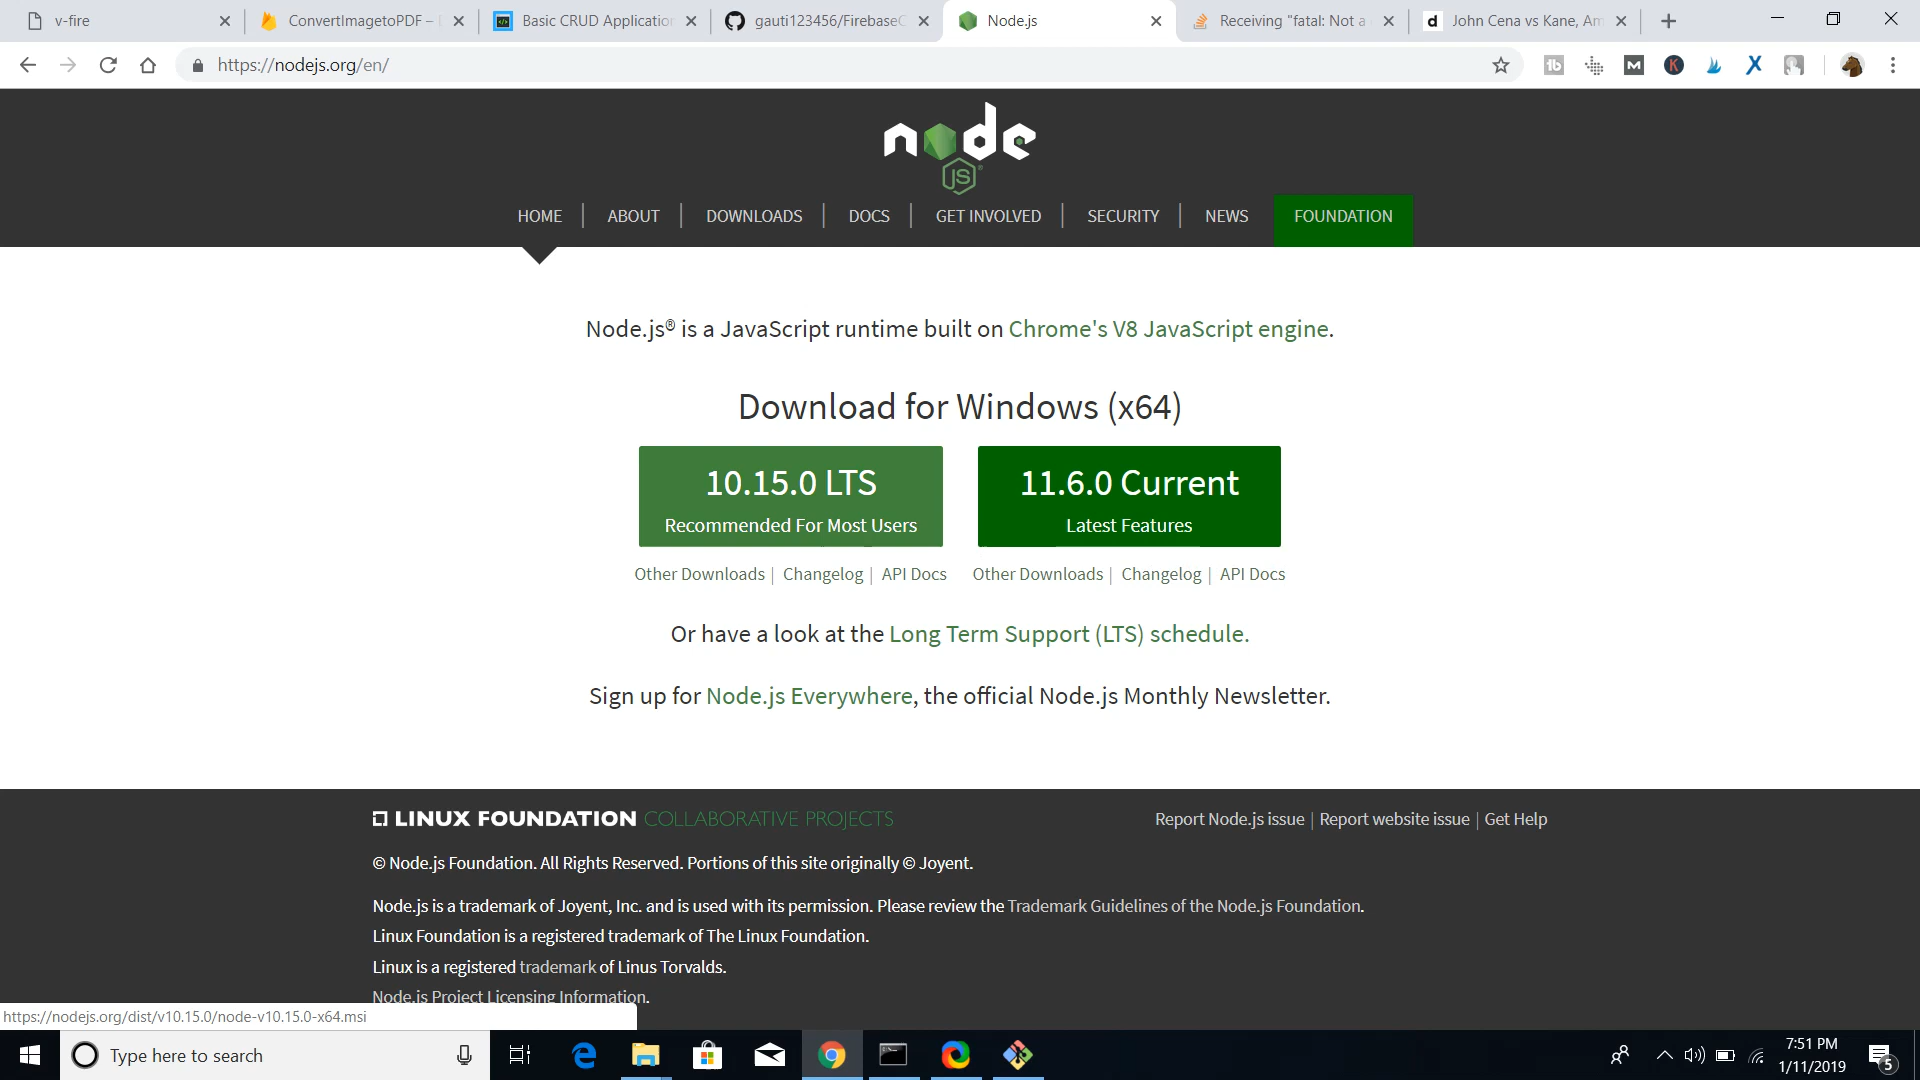 v-fire
ConvertImagetoPDF –
Basic CRUD Application
gauti123456/FirebaseC
Node.js
Receiving "fatal: Not a
John Cena vs Kane, Am
https://nodejs.org/en/
node
JS
HOME | ABOUT | DOWNLOADS | DOCS | GET INVOLVED | SECURITY | NEWS FOUNDATION
Node.js® is a JavaScript runtime built on Chrome's V8 JavaScript engine.
Download for Windows (x64)
10.15.0 LTS
Recommended For Most Users
11.6.0 Current
Latest Features
Other Downloads | Changelog | API Docs
Other Downloads | Changelog | API Docs
Or have a look at the Long Term Support (LTS) schedule.
Sign up for Node.js Everywhere, the official Node.js Monthly Newsletter.
LINUX FOUNDATION COLLABORATIVE PROJECTS
Report Node.js issue | Report website issue | Get Help
© Node.js Foundation. All Rights Reserved. Portions of this site originally © Joyent.
Node.js is a trademark of Joyent, Inc. and is used with its permission. Please review the Trademark Guidelines of the Node.js Foundation.
Linux Foundation is a registered trademark of The Linux Foundation.
Linux is a registered trademark of Linus Torvalds.
Node.js Project Licensing Information.
https://nodejs.org/dist/v10.15.0/node-v10.15.0-x64.msi
Type here to search
7:51 PM
1/11/2019
5